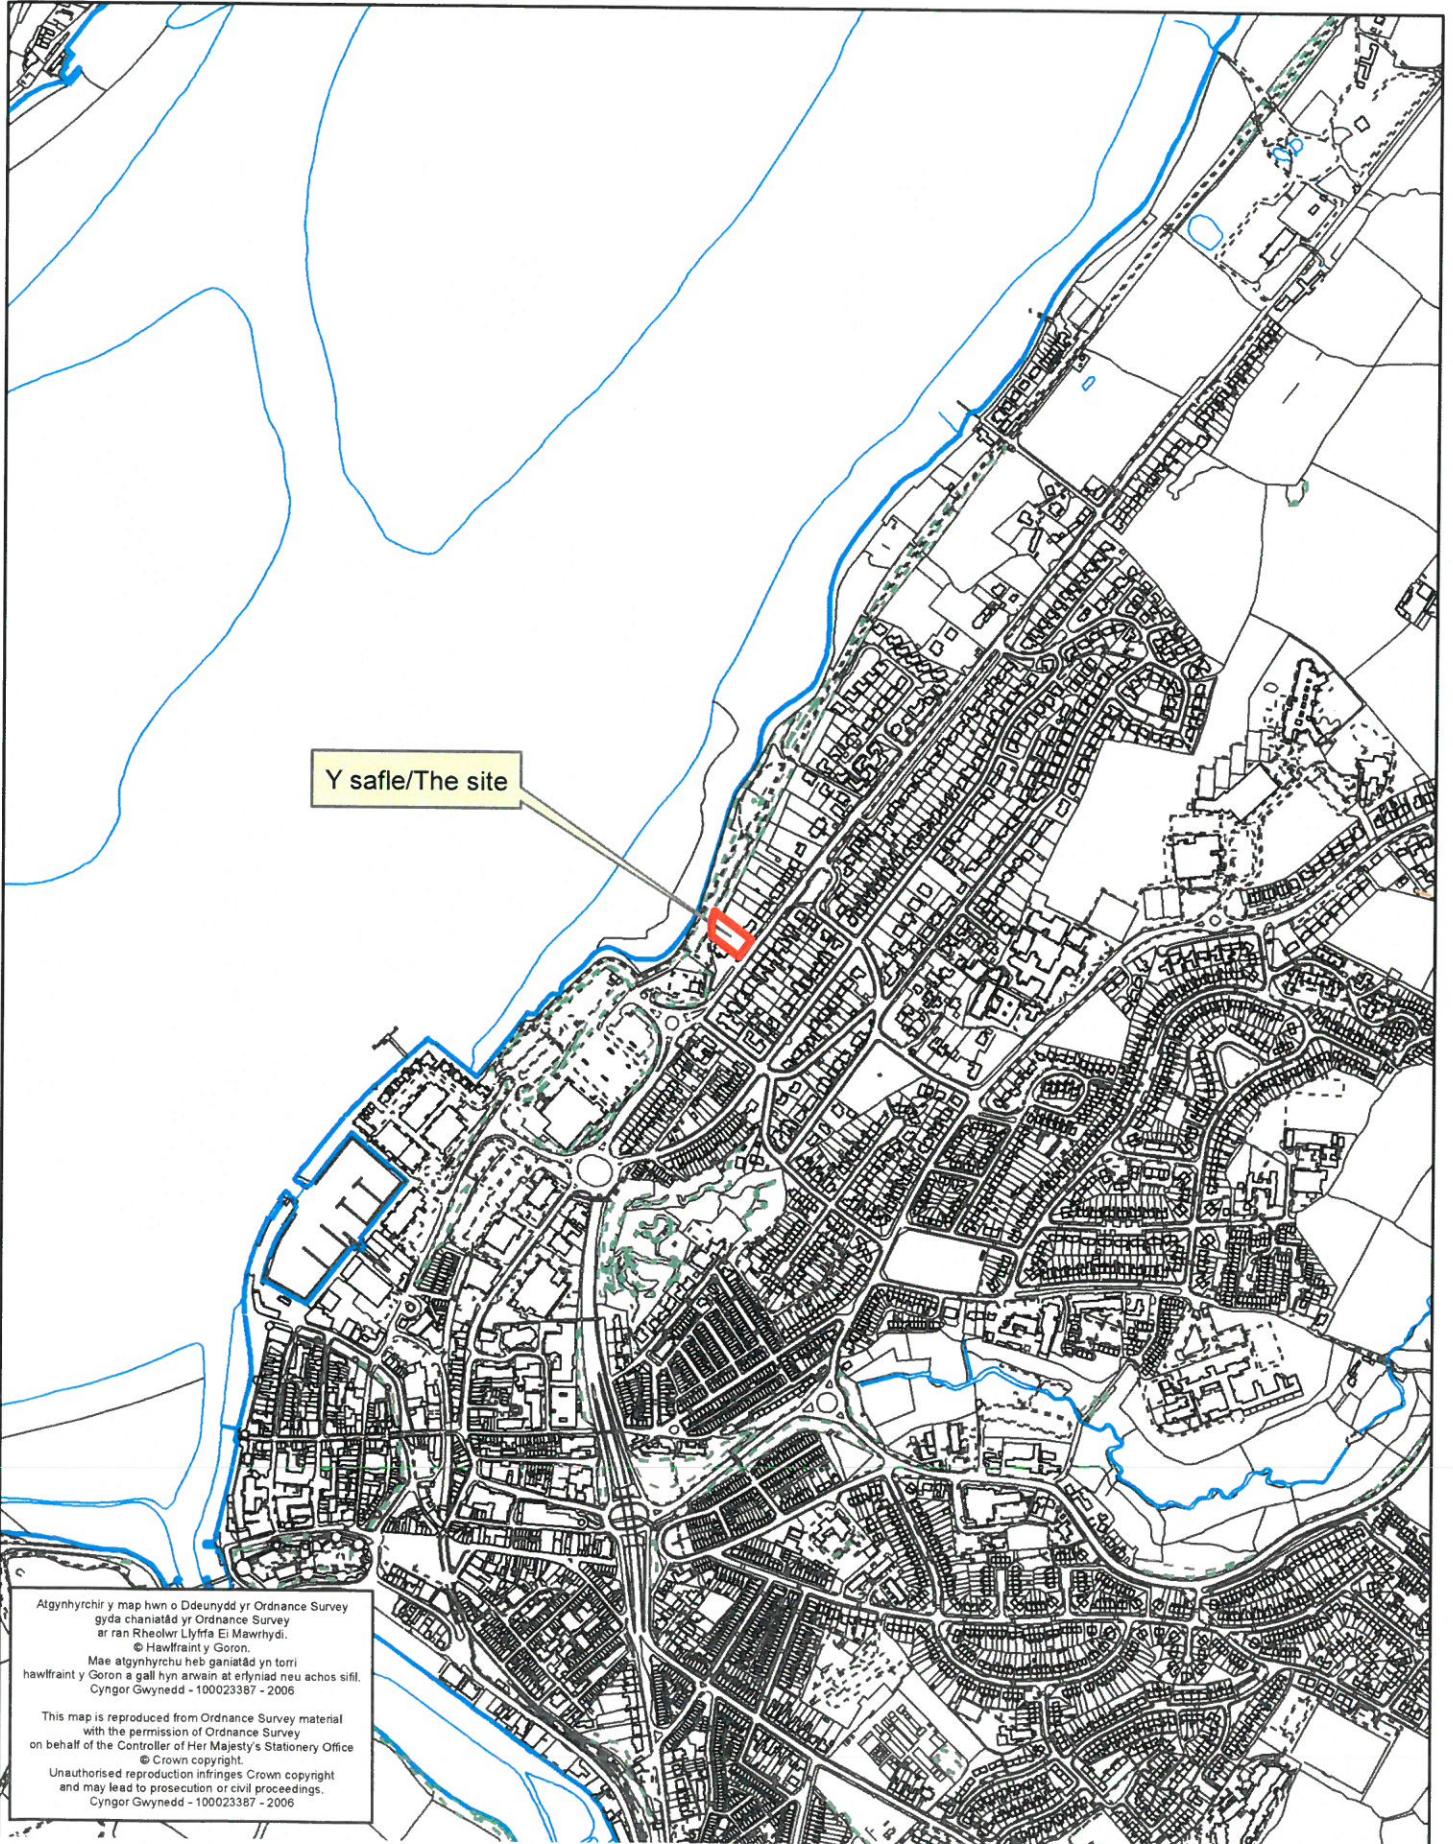 Y safle/The site
Atgynhyrchir y map hwn o Ddeunydd yr Ordnance Survey
gyda chaniatâd yr Ordnance Survey
ar ran Rheolwr Llyfrfa Ei Mawrhydi.
© Hawlfraint y Goron.
Mae atgynhyrchu heb ganiatâd yn torri
hawlfraint y Goron a gall hyn arwain at erlyniad neu achos sifil.
Cyngor Gwynedd - 100023387 - 2006
This map is reproduced from Ordnance Survey material
with the permission of Ordnance Survey
on behalf of the Controller of Her Majesty's Stationery Office
© Crown copyright.
Unauthorised reproduction infringes Crown copyright
and may lead to prosecution or civil proceedings.
Cyngor Gwynedd - 100023387 - 2006